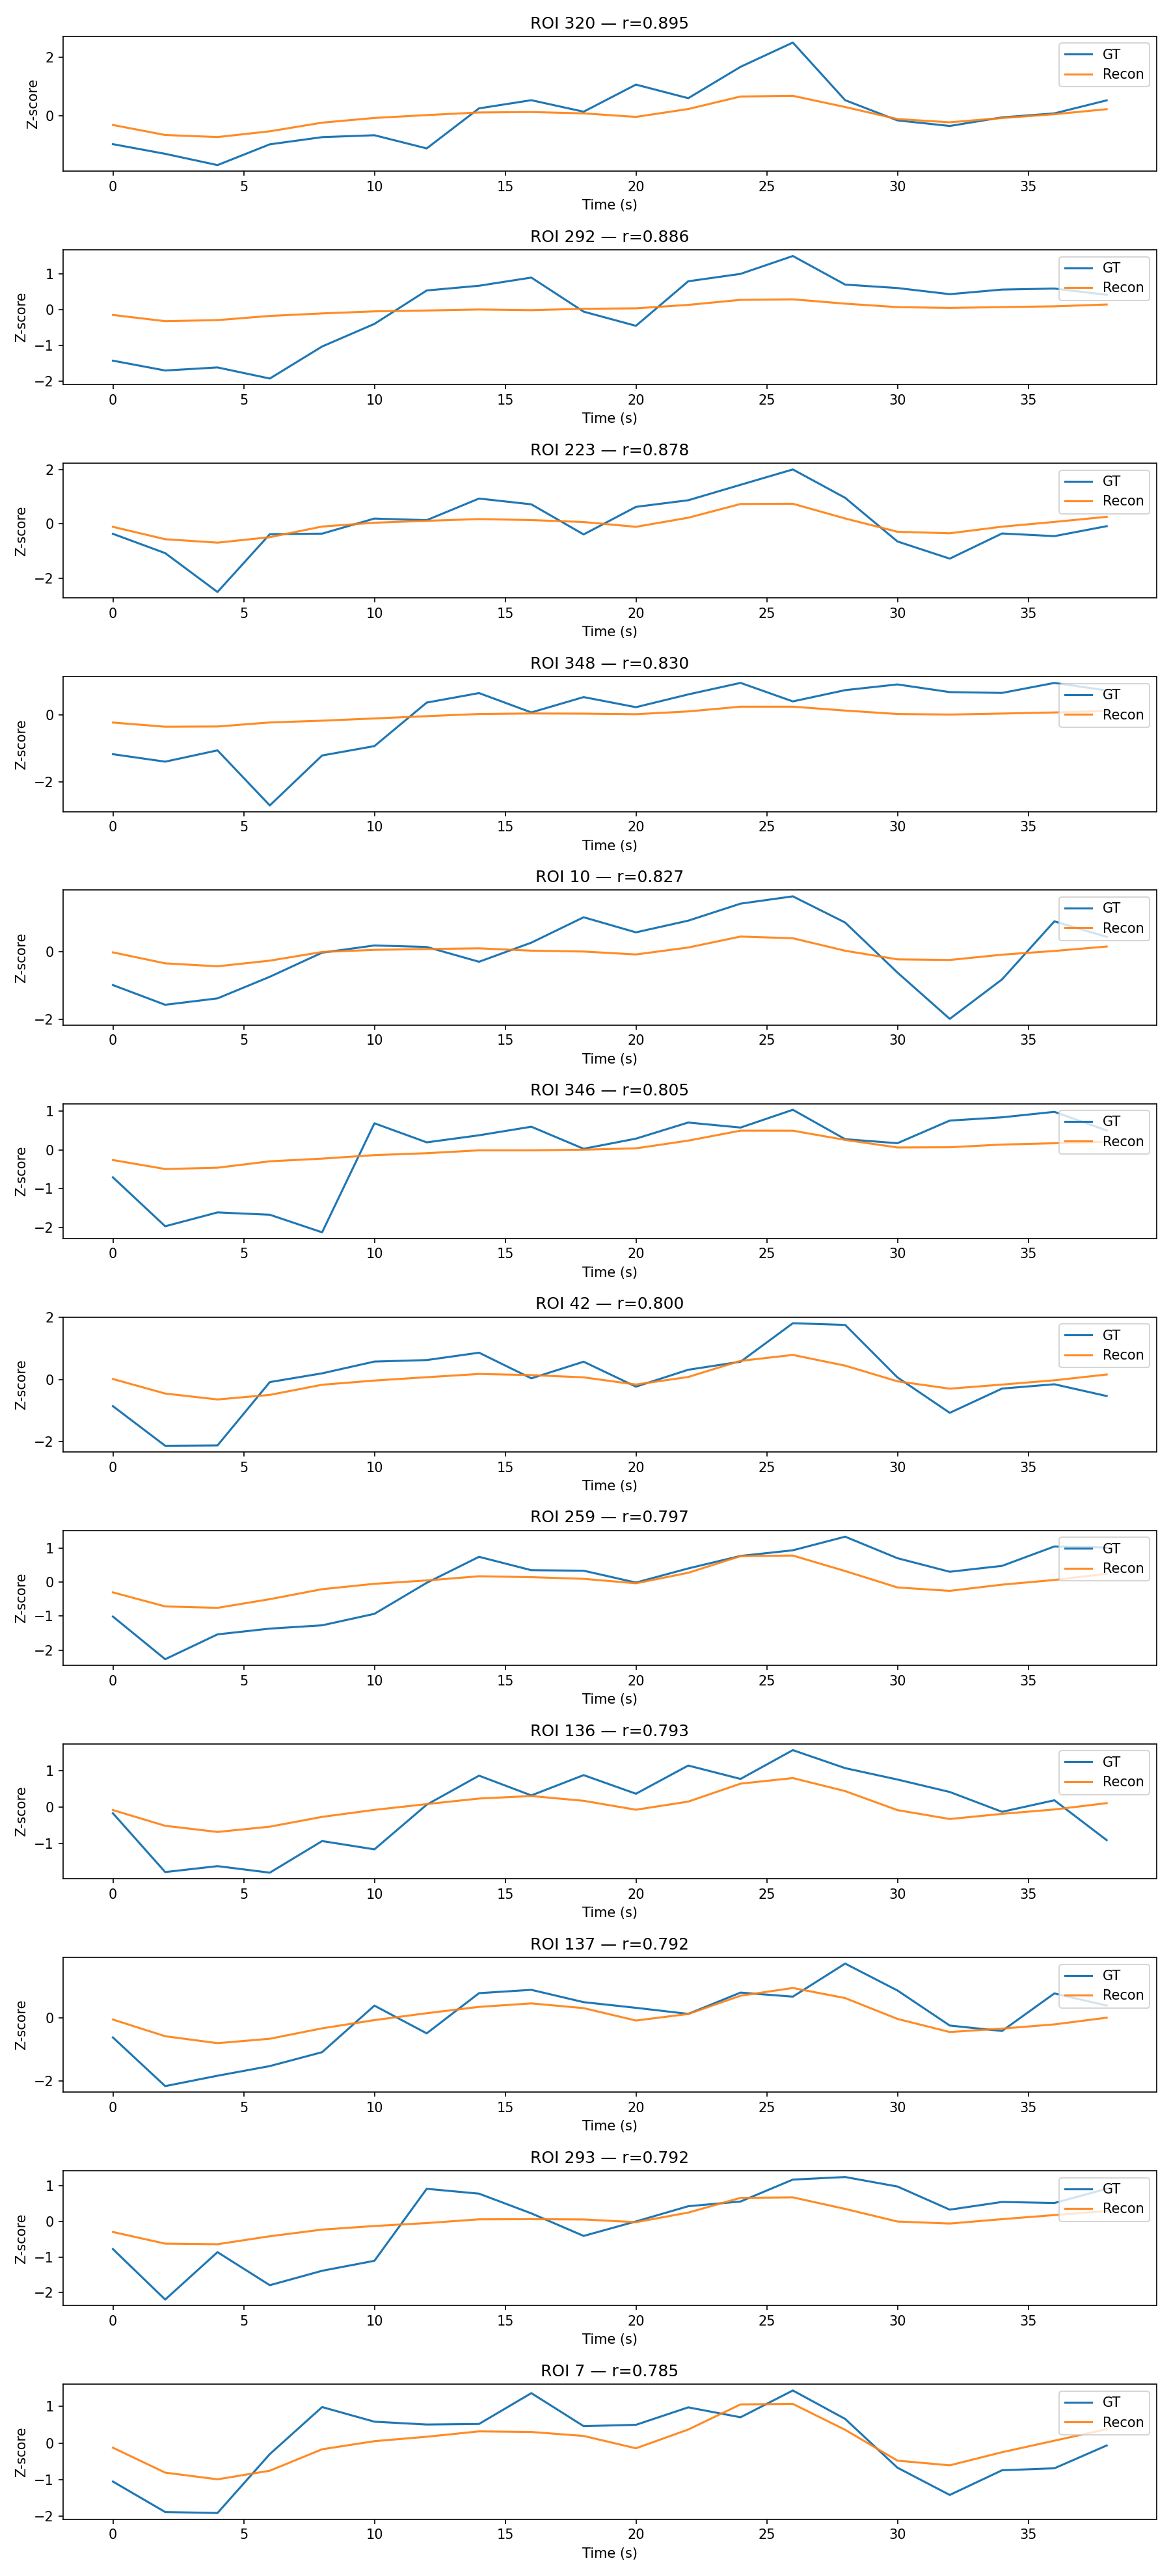 ROI 320 — r=0.895
2
0
Z-score
GT
Recon
0 5 10 15 20 25 30 35
Time (s)
ROI 292 — r=0.886
1
0
−1
−2
Z-score
GT
Recon
0 5 10 15 20 25 30 35
Time (s)
ROI 223 — r=0.878
2
0
−2
Z-score
GT
Recon
0 5 10 15 20 25 30 35
Time (s)
ROI 348 — r=0.830
0
−2
Z-score
GT
Recon
0 5 10 15 20 25 30 35
Time (s)
ROI 10 — r=0.827
0
−2
Z-score
GT
Recon
0 5 10 15 20 25 30 35
Time (s)
ROI 346 — r=0.805
1
0
−1
−2
Z-score
GT
Recon
0 5 10 15 20 25 30 35
Time (s)
ROI 42 — r=0.800
2
0
−2
Z-score
GT
Recon
0 5 10 15 20 25 30 35
Time (s)
ROI 259 — r=0.797
1
0
−1
−2
Z-score
GT
Recon
0 5 10 15 20 25 30 35
Time (s)
ROI 136 — r=0.793
1
0
−1
Z-score
GT
Recon
0 5 10 15 20 25 30 35
Time (s)
ROI 137 — r=0.792
0
−2
Z-score
GT
Recon
0 5 10 15 20 25 30 35
Time (s)
ROI 293 — r=0.792
1
0
−1
−2
Z-score
GT
Recon
0 5 10 15 20 25 30 35
Time (s)
ROI 7 — r=0.785
1
0
−1
−2
Z-score
GT
Recon
0 5 10 15 20 25 30 35
Time (s)